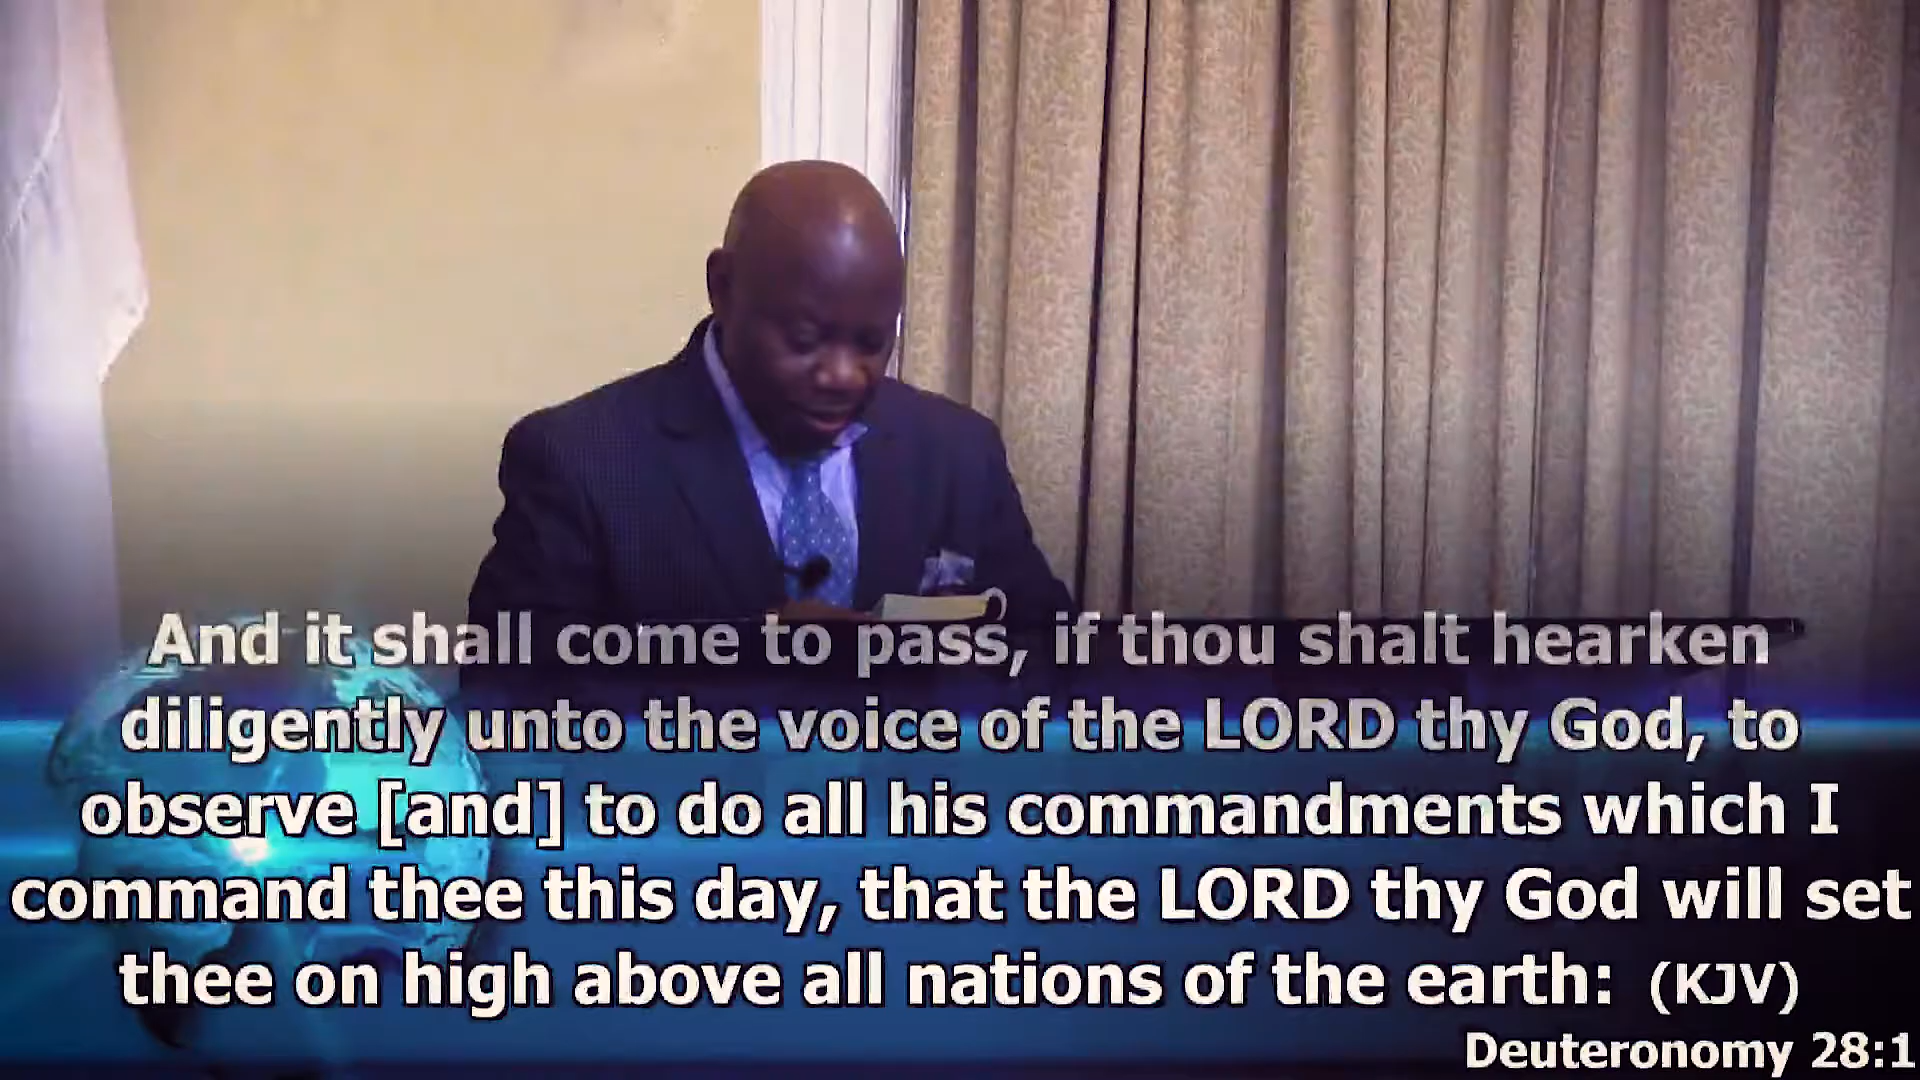 And it shall come to pass, if thou shalt hearken
diligently unto the voice of the LORD thy God, to
observe [and] to do all his commandments which I
command thee this day, that the LORD thy God will set
thee on high above all nations of the earth: (KJV)
Deuteronomy 28:1